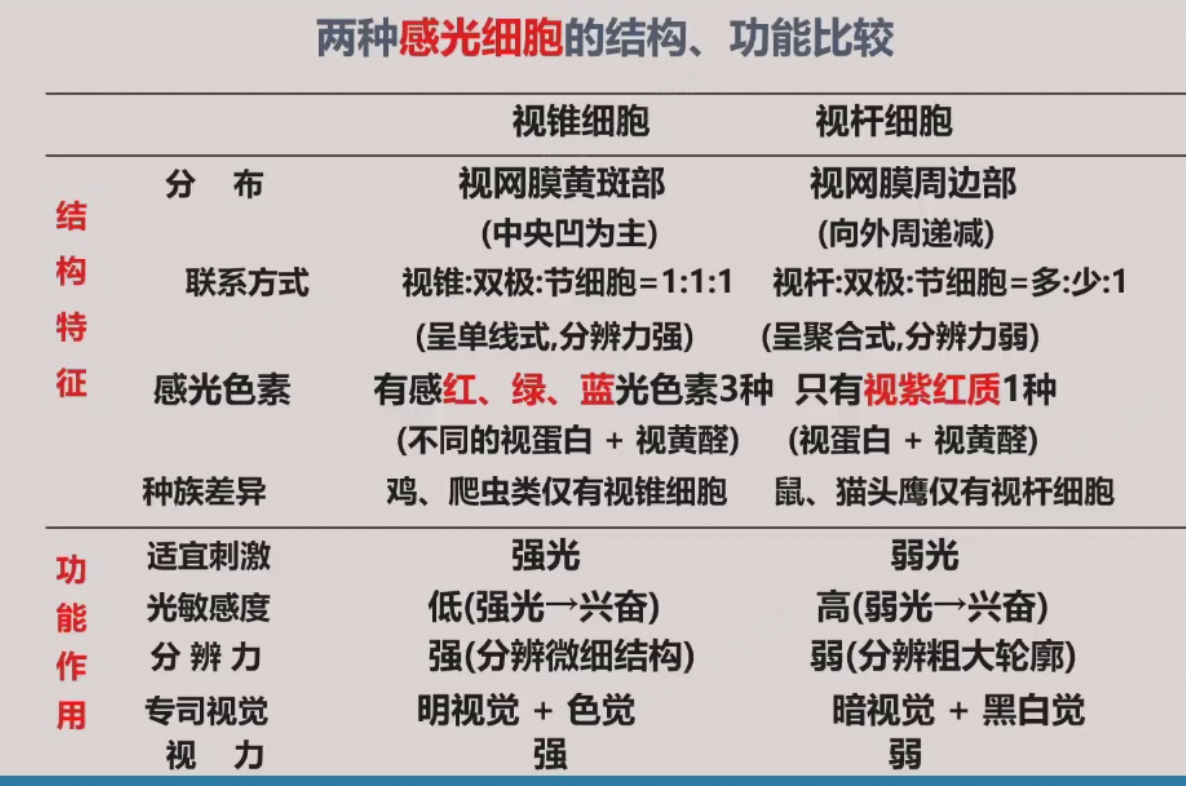 两种感光细胞的结构、功能比较
视锥细胞 视杆细胞
结构特征
分 布 视网膜黄斑部 视网膜周边部
(中央凹为主) (向外周递减)
联系方式 视锥:双极:节细胞=1:1:1 视杆:双极:节细胞=多:少:1
(呈单线式,分辨力强) (呈聚合式,分辨力弱)
感光色素 有感红、绿、蓝光色素3种 只有视紫红质1种
(不同的视蛋白 + 视黄醛) (视蛋白 + 视黄醛)
种族差异 鸡、爬虫类仅有视锥细胞 鼠、猫头鹰仅有视杆细胞
功能作用
适宜刺激 强光 弱光
光敏感度 低(强光→兴奋) 高(弱光→兴奋)
分 辨 力 强(分辨微细结构) 弱(分辨粗大轮廓)
专司视觉 明视觉 + 色觉 暗视觉 + 黑白觉
视 力 强 弱